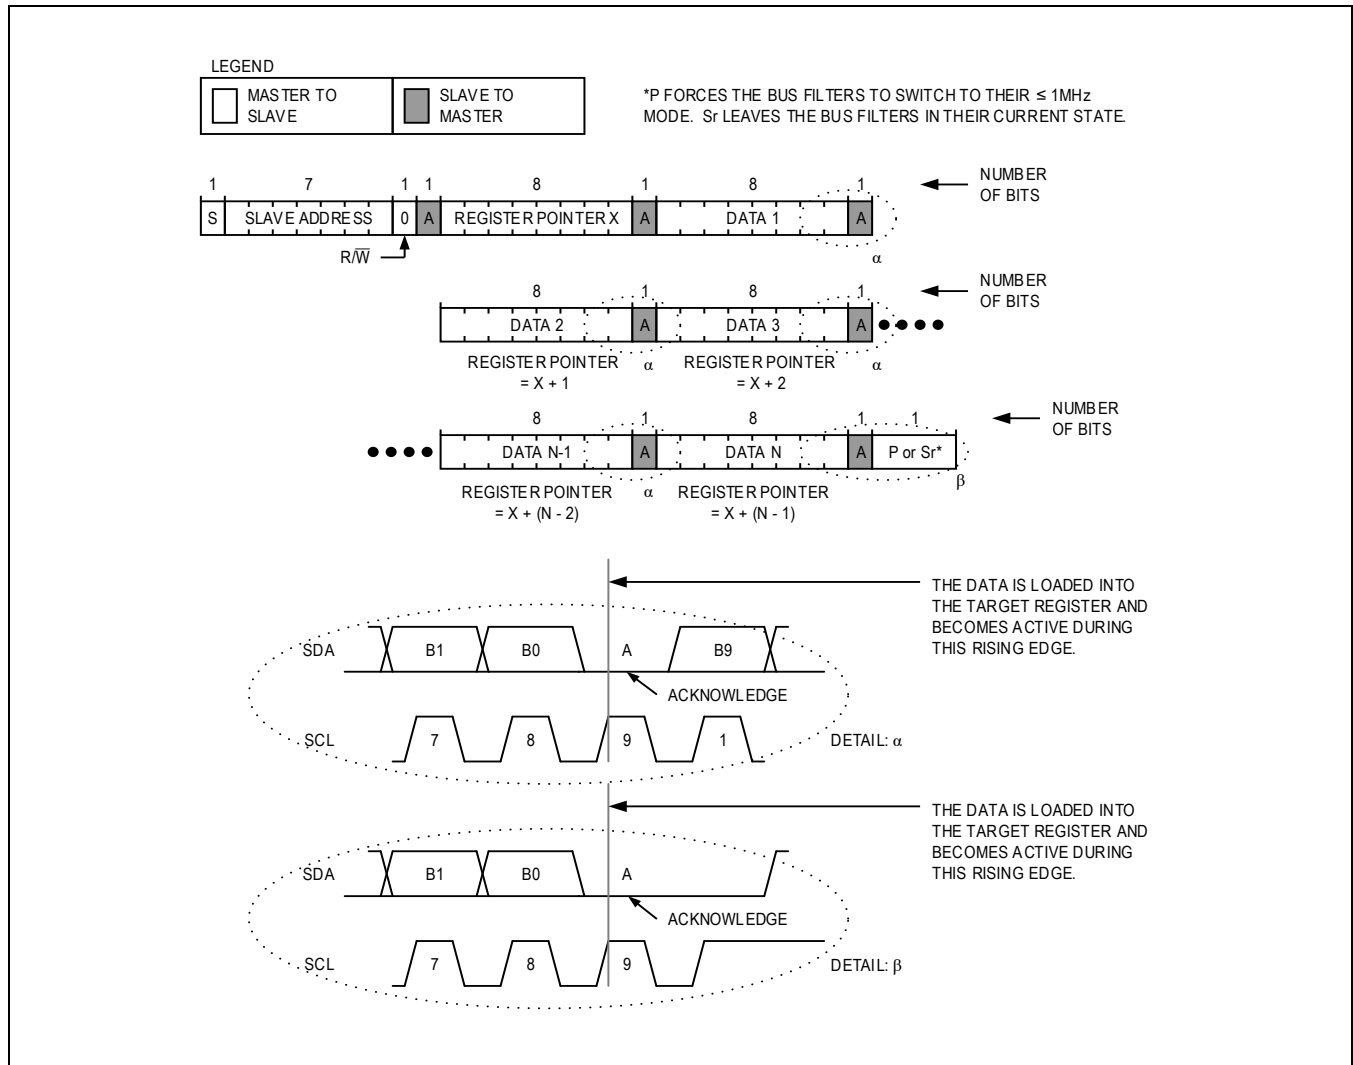 LEGEND
MASTER TO
SLAVE
SLAVE TO
MASTER
*P FORCES THE BUS FILTERS TO SWITCH TO THEIR ≤ 1MHz
MODE. Sr LEAVES THE BUS FILTERS IN THEIR CURRENT STATE.
1 7 1 1 8 1 8 1
NUMBER
OF BITS
S SLAVE ADDRESS 0 A REGISTER POINTER X A DATA 1 A
R/W̅
α
8 1 8 1
NUMBER
OF BITS
DATA 2 A DATA 3 A
REGISTER POINTER
= X + 1
α
REGISTER POINTER
= X + 2
α
8 1 8 1 1
NUMBER
OF BITS
DATA N-1 A DATA N A P or Sr*
β
REGISTER POINTER
= X + (N - 2)
α
REGISTER POINTER
= X + (N - 1)
THE DATA IS LOADED INTO
THE TARGET REGISTER AND
BECOMES ACTIVE DURING
THIS RISING EDGE.
SDA B1 B0 A B9
ACKNOWLEDGE
SCL 7 8 9 1
DETAIL: α
THE DATA IS LOADED INTO
THE TARGET REGISTER AND
BECOMES ACTIVE DURING
THIS RISING EDGE.
SDA B1 B0 A
ACKNOWLEDGE
SCL 7 8 9
DETAIL: β